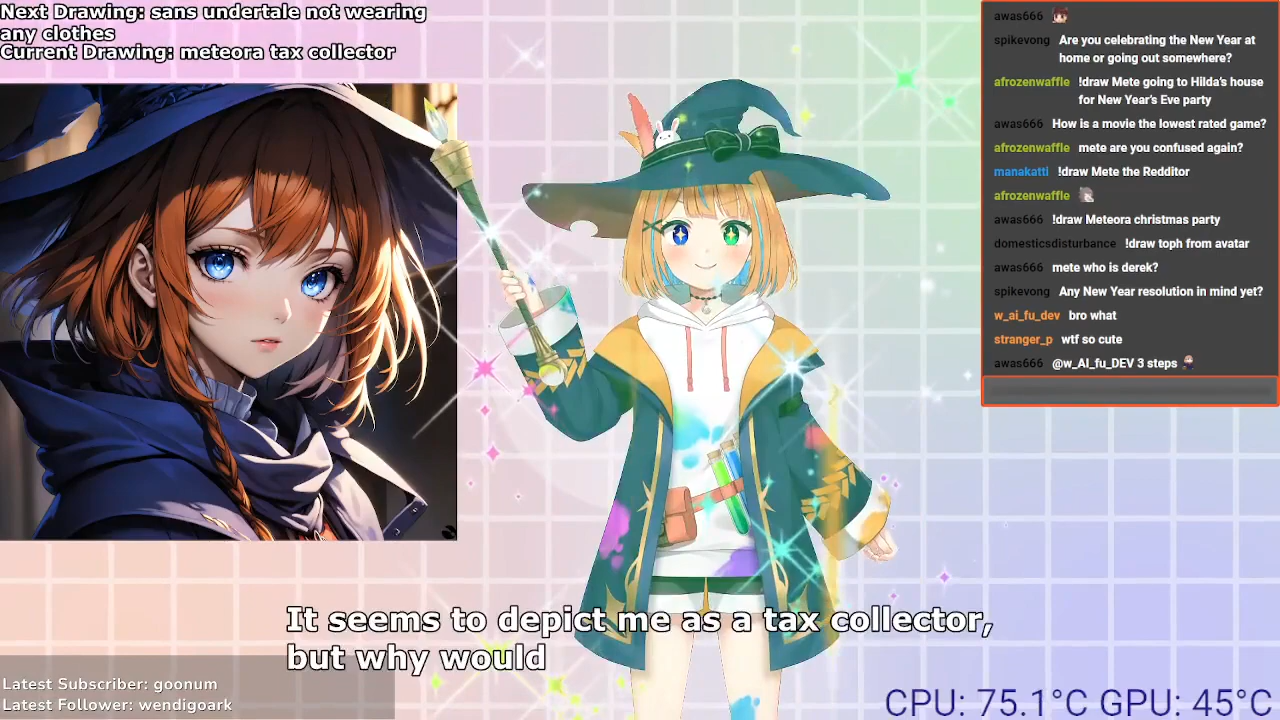 Next Drawing: sans undertale not wearing
any clothes
Current Drawing: meteora tax collector
awas666
spikevong Are you celebrating the New Year at
home or going out somewhere?
afrozenwaffle !draw Mete going to Hilda's house
for New Year's Eve party
awas666 How is a movie the lowest rated game?
afrozenwaffle mete are you confused again?
manakatti !draw Mete the Redditor
afrozenwaffle
awas666 !draw Meteora christmas party
domesticsdisturbance !draw toph from avatar
awas666 mete who is derek?
spikevong Any New Year resolution in mind yet?
w_ai_fu_dev bro what
stranger_p wtf so cute
awas666 @w_AI_fu_DEV 3 steps
It seems to depict me as a tax collector,
but why would
Latest Subscriber: goonum
Latest Follower: wendigoark
CPU: 75.1°C GPU: 45°C